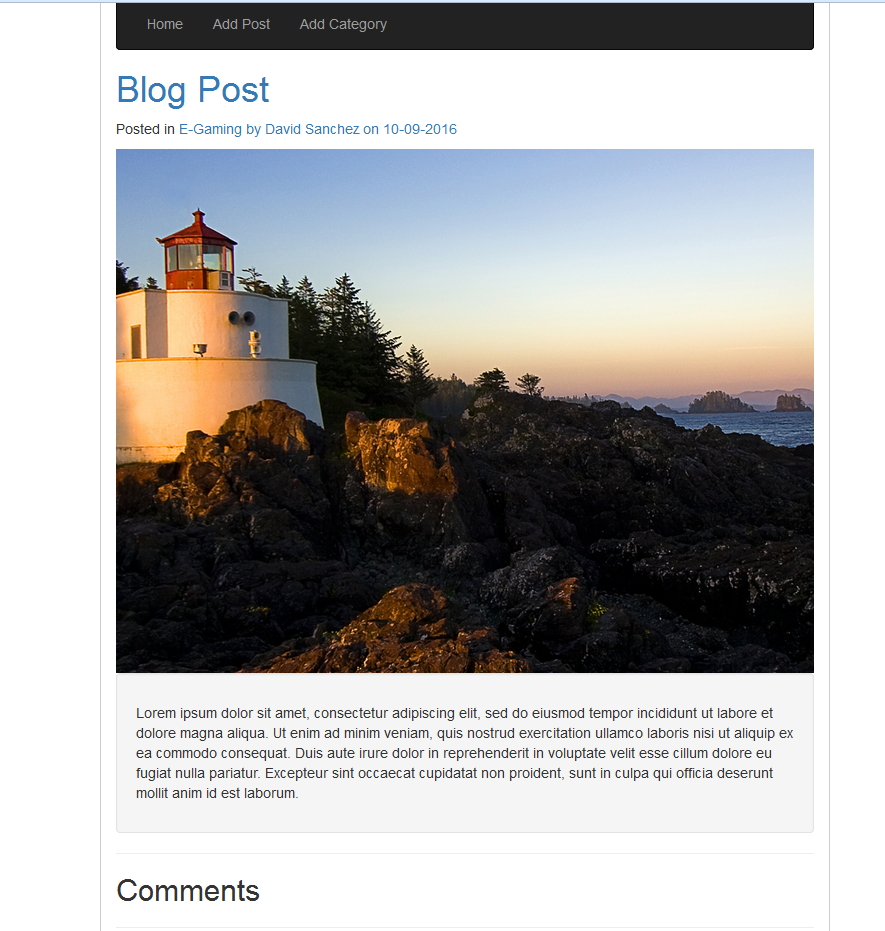 Home Add Post Add Category
Blog Post
Posted in E-Gaming by David Sanchez on 10-09-2016
Lorem ipsum dolor sit amet, consectetur adipiscing elit, sed do eiusmod tempor incididunt ut labore et
dolore magna aliqua. Ut enim ad minim veniam, quis nostrud exercitation ullamco laboris nisi ut aliquip ex
ea commodo consequat. Duis aute irure dolor in reprehenderit in voluptate velit esse cillum dolore eu
fugiat nulla pariatur. Excepteur sint occaecat cupidatat non proident, sunt in culpa qui officia deserunt
mollit anim id est laborum.
Comments